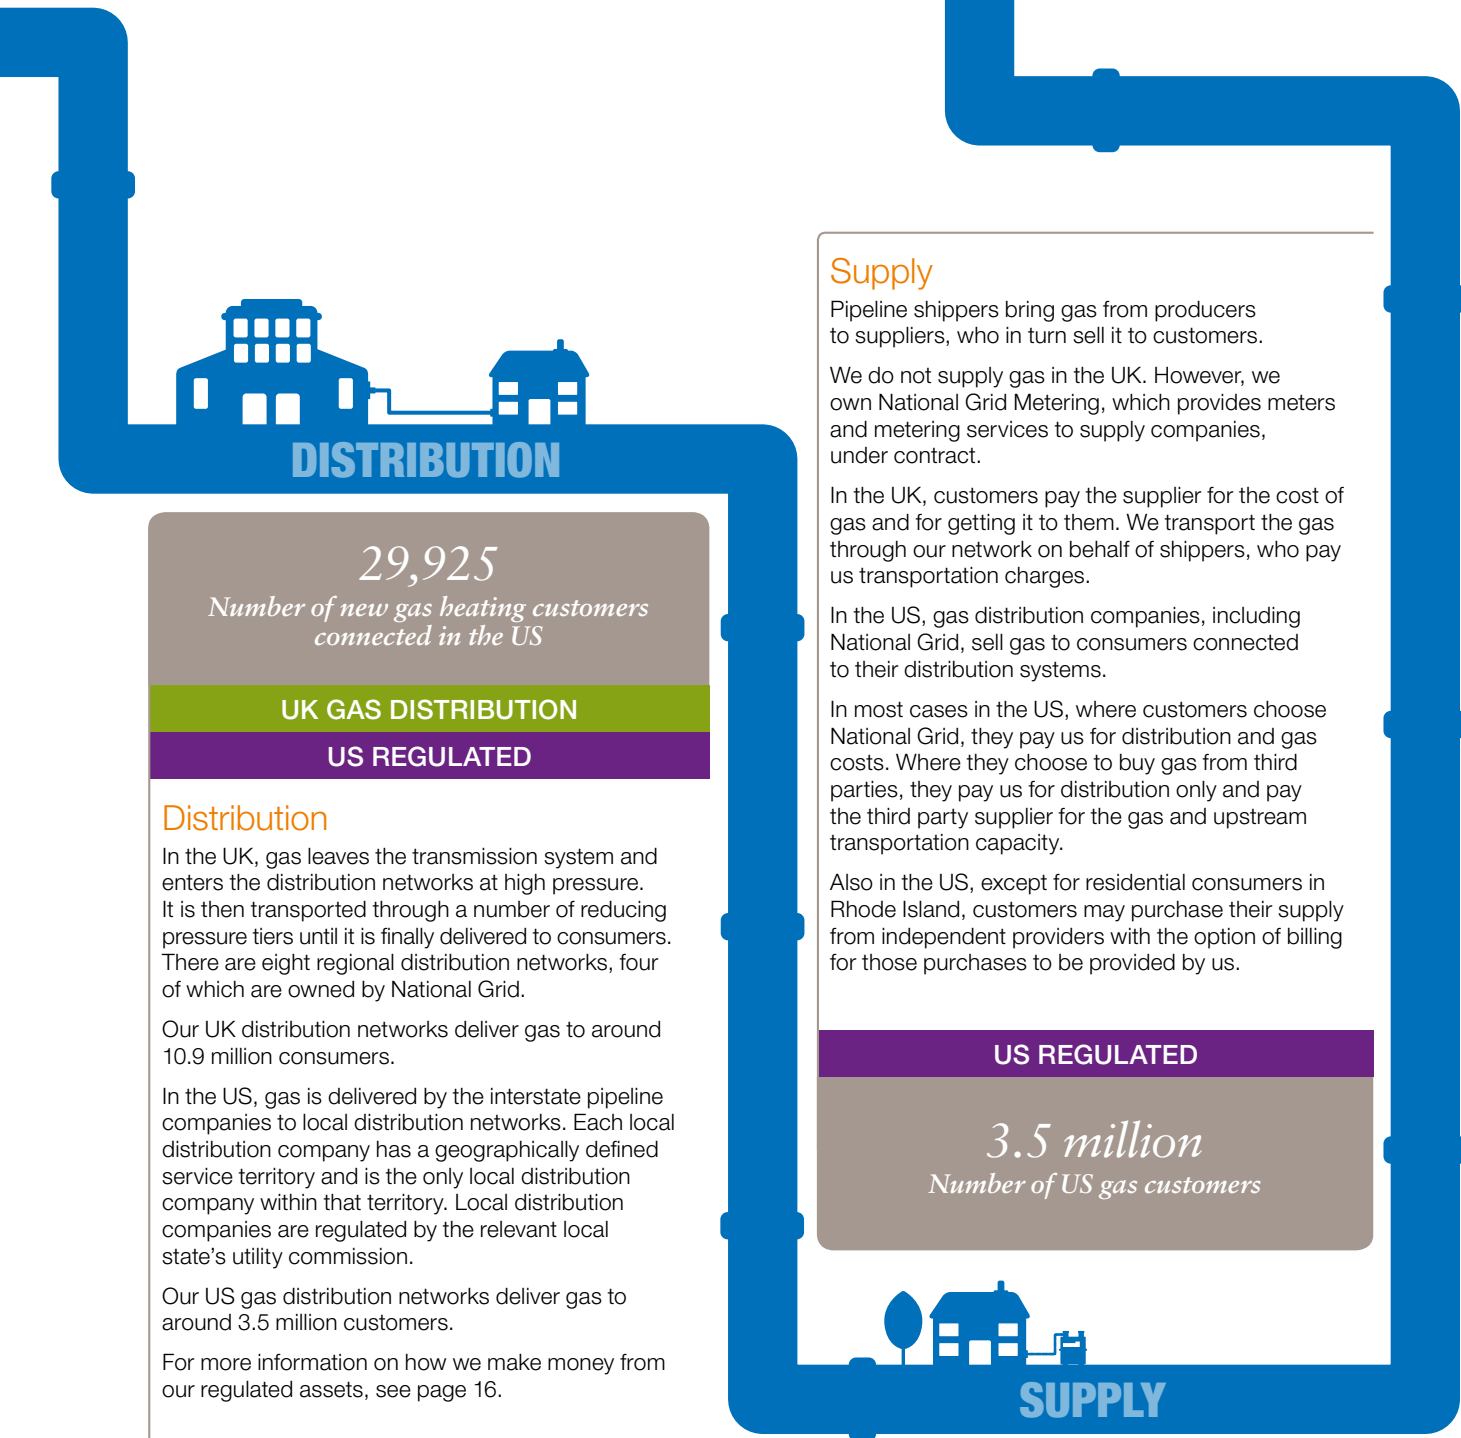 DISTRIBUTION
29,925
Number of new gas heating customers
connected in the US
UK GAS DISTRIBUTION
US REGULATED
Distribution
In the UK, gas leaves the transmission system and
enters the distribution networks at high pressure.
It is then transported through a number of reducing
pressure tiers until it is finally delivered to consumers.
There are eight regional distribution networks, four
of which are owned by National Grid.
Our UK distribution networks deliver gas to around
10.9 million consumers.
In the US, gas is delivered by the interstate pipeline
companies to local distribution networks. Each local
distribution company has a geographically defined
service territory and is the only local distribution
company within that territory. Local distribution
companies are regulated by the relevant local
state’s utility commission.
Our US gas distribution networks deliver gas to
around 3.5 million customers.
For more information on how we make money from
our regulated assets, see page 16.
Supply
Pipeline shippers bring gas from producers
to suppliers, who in turn sell it to customers.
We do not supply gas in the UK. However, we
own National Grid Metering, which provides meters
and metering services to supply companies,
under contract.
In the UK, customers pay the supplier for the cost of
gas and for getting it to them. We transport the gas
through our network on behalf of shippers, who pay
us transportation charges.
In the US, gas distribution companies, including
National Grid, sell gas to consumers connected
to their distribution systems.
In most cases in the US, where customers choose
National Grid, they pay us for distribution and gas
costs. Where they choose to buy gas from third
parties, they pay us for distribution only and pay
the third party supplier for the gas and upstream
transportation capacity.
Also in the US, except for residential consumers in
Rhode Island, customers may purchase their supply
from independent providers with the option of billing
for those purchases to be provided by us.
US REGULATED
3.5 million
Number of US gas customers
SUPPLY